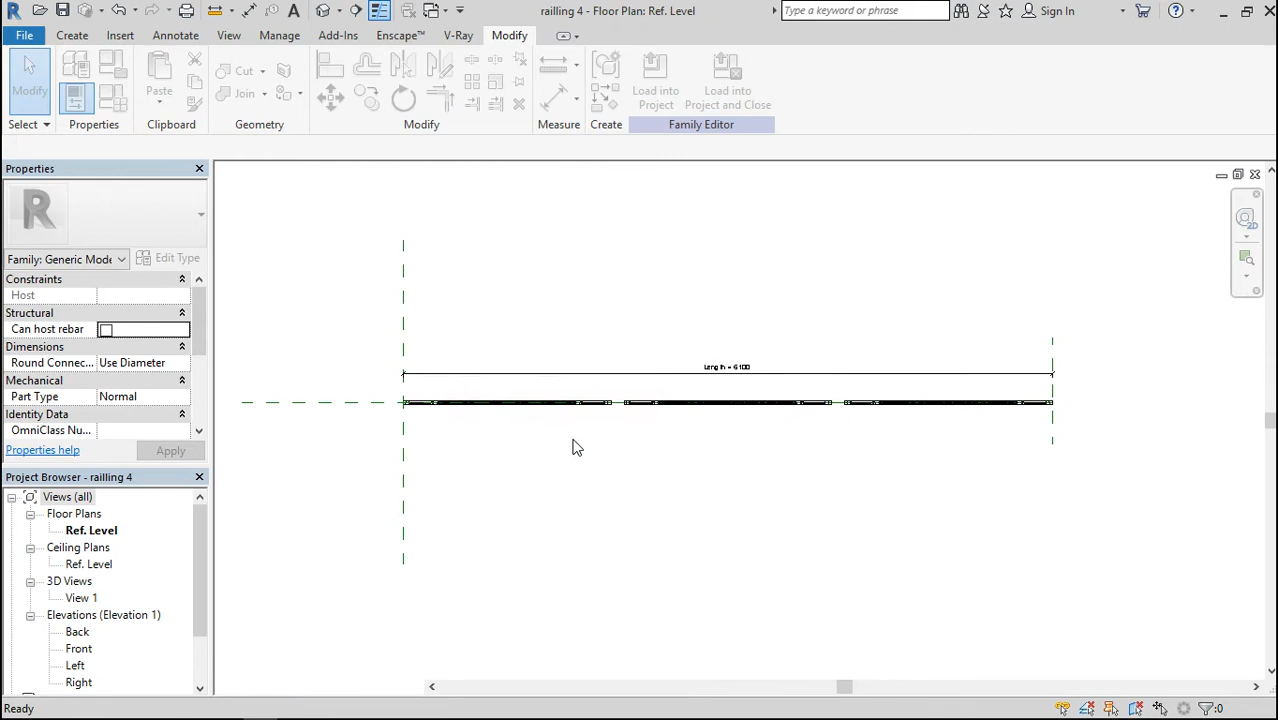 railling 4 - Floor Plan: Ref. Level
Type a keyword or phrase
Sign In
File
Create
Insert
Annotate
View
Manage
Add-Ins
Enscape™
V-Ray
Modify
Modify
Paste
Cut
Join
Load into
Project
Load into
Project and Close
Select
Properties
Clipboard
Geometry
Modify
Measure
Create
Family Editor
Properties
R
Family: Generic Mode
Edit Type
Constraints
Host
Structural
Can host rebar
Dimensions
Round Connec...
Use Diameter
Mechanical
Part Type
Normal
Identity Data
OmniClass Nu...
Properties help
Apply
Project Browser - railling 4
Views (all)
Floor Plans
Ref. Level
Ceiling Plans
Ref. Level
3D Views
View 1
Elevations (Elevation 1)
Back
Front
Left
Right
Length = 6100
2D
Ready
:0